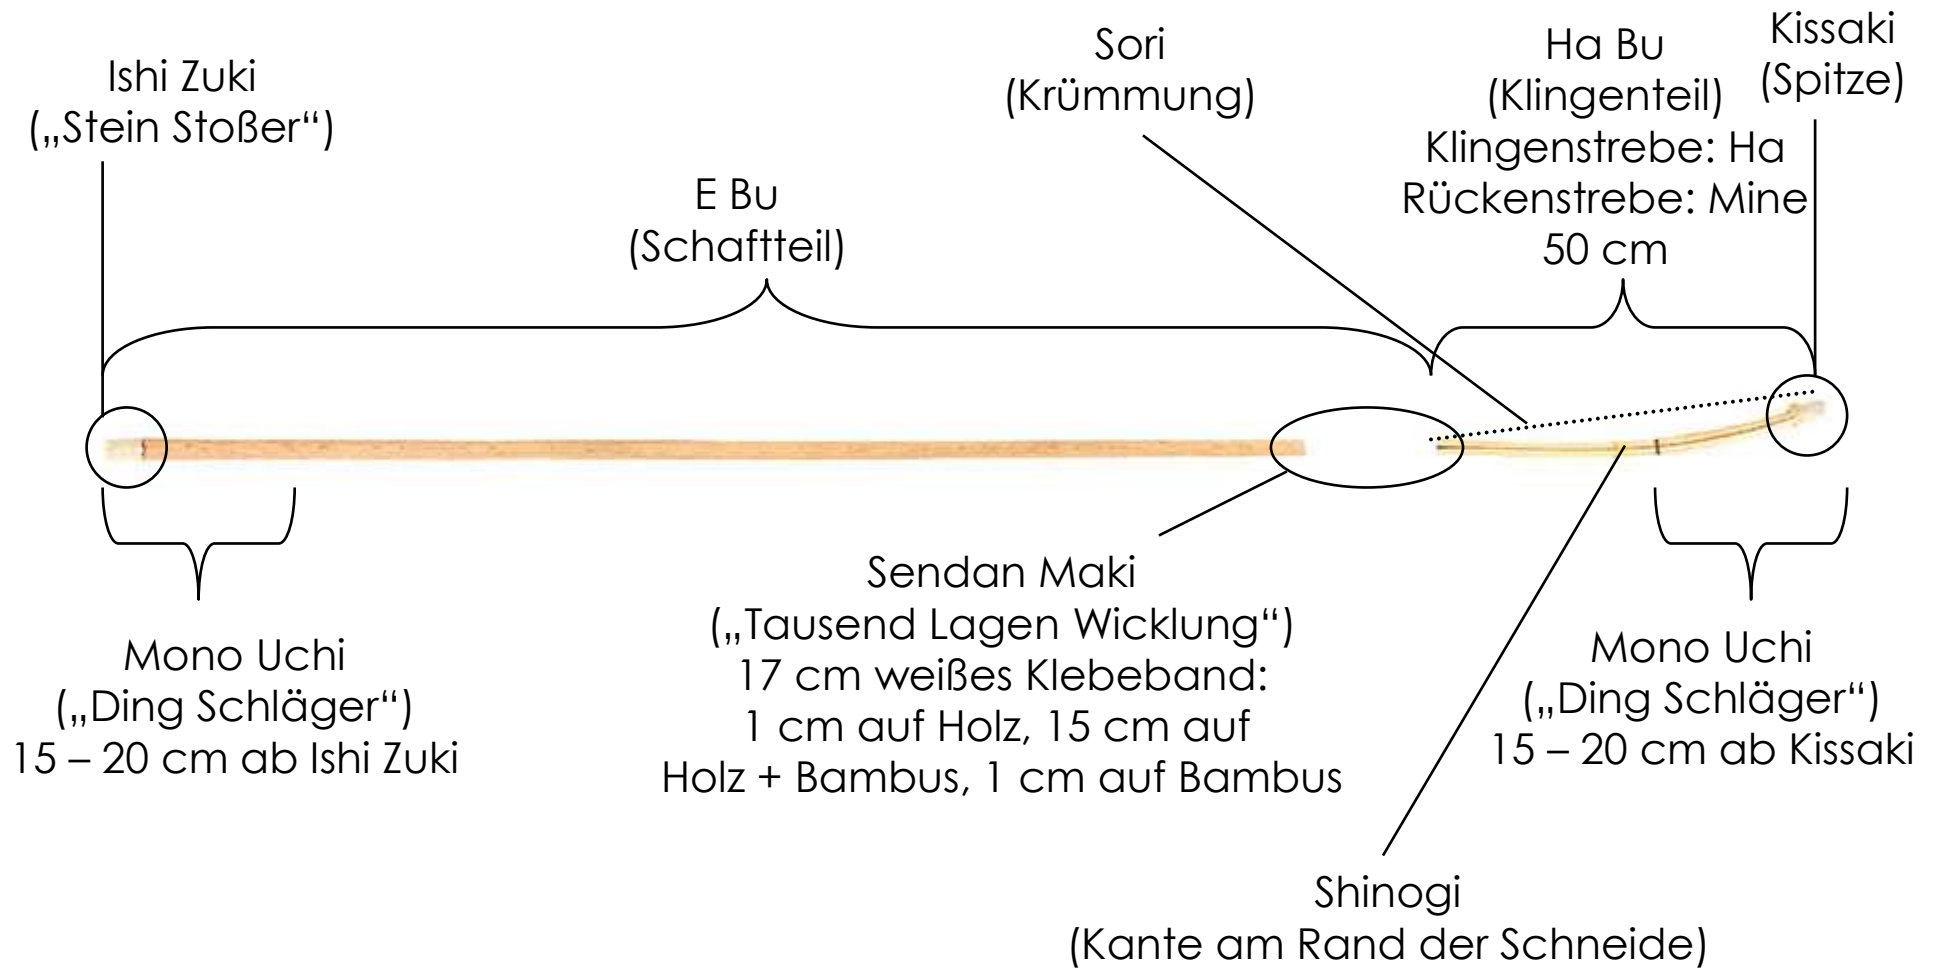 Ishi Zuki
(„Stein Stoßer“)
E Bu
(Schaftteil)
Sori
(Krümmung)
Ha Bu
(Klingenteil)
Klingenstrebe: Ha
Rückenstrebe: Mine
50 cm
Kissaki
(Spitze)
Mono Uchi
(„Ding Schläger“)
15 – 20 cm ab Ishi Zuki
Sendan Maki
(„Tausend Lagen Wicklung“)
17 cm weißes Klebeband:
1 cm auf Holz, 15 cm auf
Holz + Bambus, 1 cm auf Bambus
Mono Uchi
(„Ding Schläger“)
15 – 20 cm ab Kissaki
Shinogi
(Kante am Rand der Schneide)